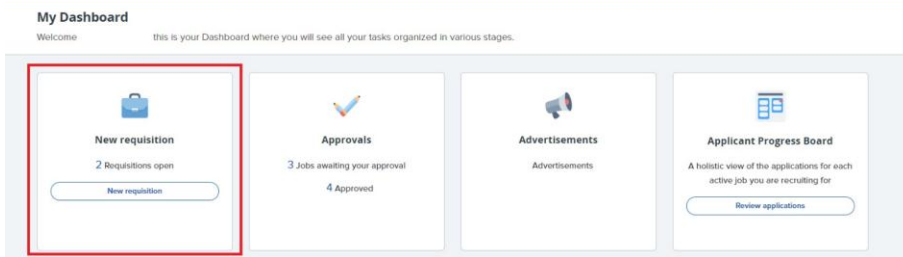 My Dashboard
Welcome this is your Dashboard where you will see all your tasks organized in various stages.
New requisition
2 Requisitions open
New requisition
Approvals
3 Jobs awaiting your approval
4 Approved
Advertisements
Advertisements
Applicant Progress Board
A holistic view of the applications for each
active job you are recruiting for
Review applications